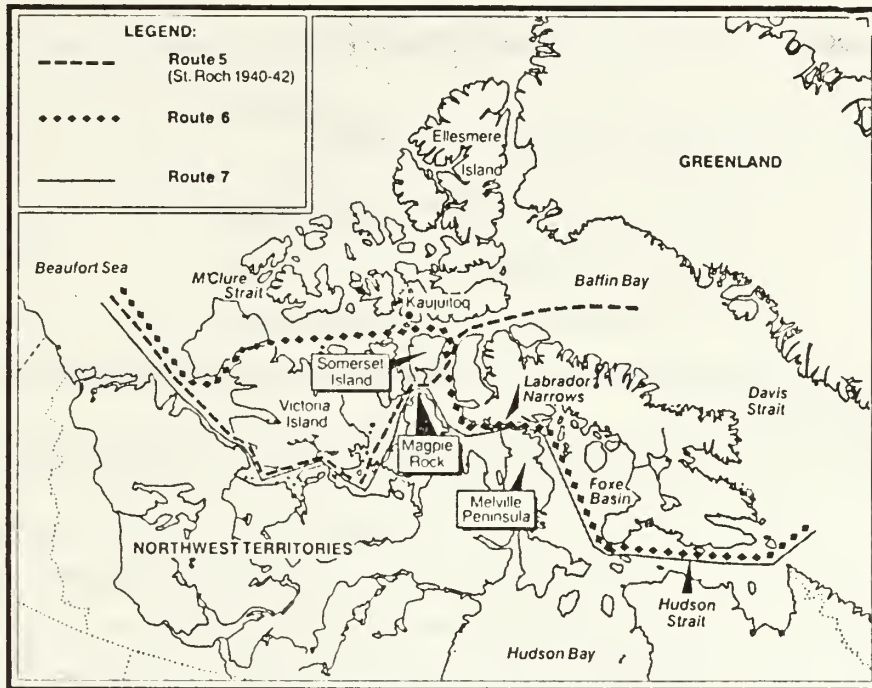 LEGEND:
Route 5
(St. Roch 1940-42)
Route 6
Route 7
Ellesmere
Island
GREENLAND
Beaufort Sea
M'Clure
Strait
Baffin Bay
Kaujuitoq
Somerset
Island
Labrador
Narrows
Davis
Strait
Victoria
Island
Magpie
Rock
Foxe
Basin
Melville
Peninsula
NORTHWEST TERRITORIES
Hudson
Strait
Hudson Bay